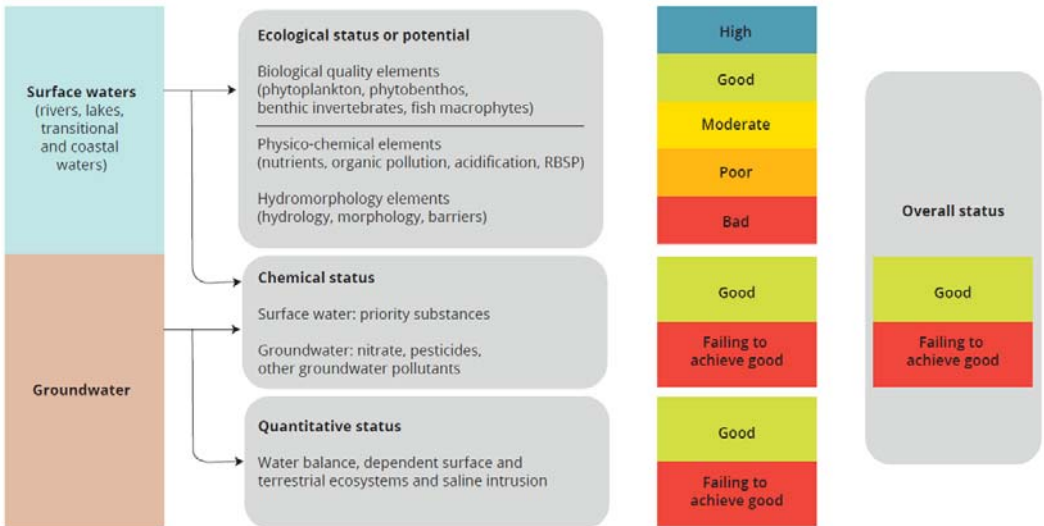 Surface waters
(rivers, lakes,
transitional
and coastal
waters)
Groundwater
Ecological status or potential
Biological quality elements
(phytoplankton, phytobenthos,
benthic invertebrates, fish macrophytes)
Physico-chemical elements
(nutrients, organic pollution, acidification, RBSP)
Hydromorphology elements
(hydrology, morphology, barriers)
Chemical status
Surface water: priority substances
Groundwater: nitrate, pesticides,
other groundwater pollutants
Quantitative status
Water balance, dependent surface and
terrestrial ecosystems and saline intrusion
High
Good
Moderate
Poor
Bad
Good
Failing to
achieve good
Good
Failing to
achieve good
Overall status
Good
Failing to
achieve good